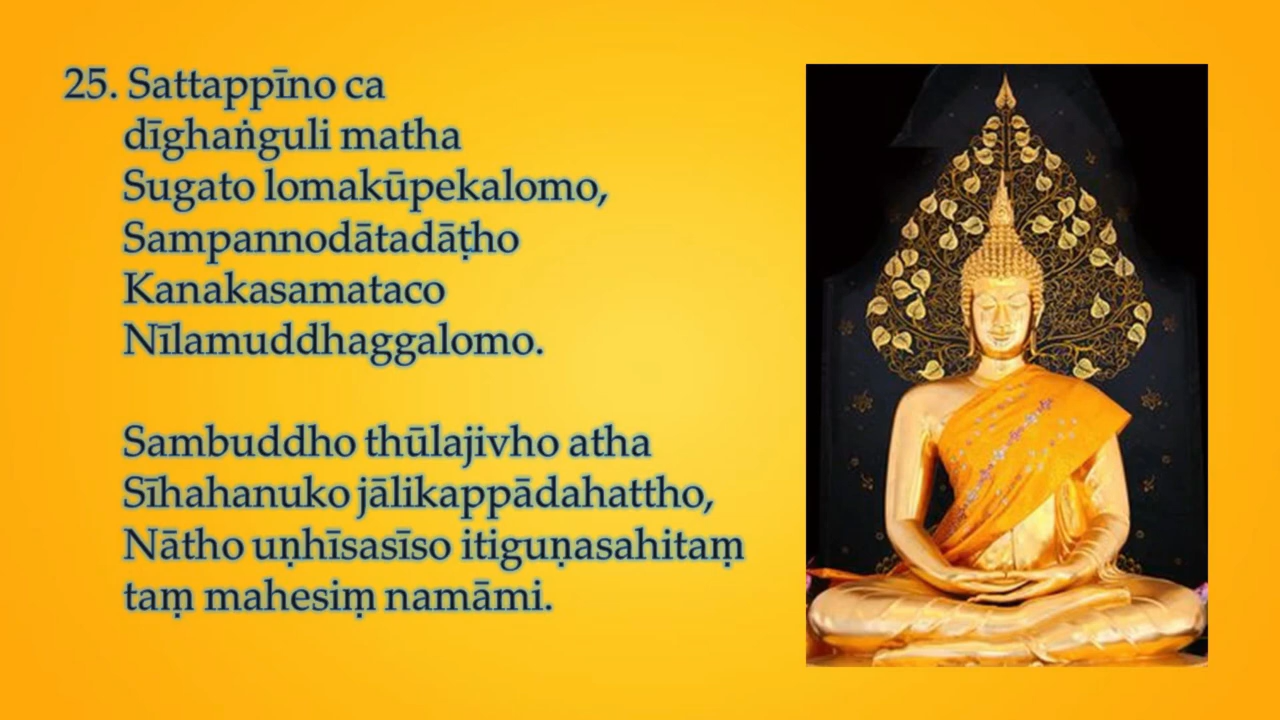 25. Sattappīno ca
dīghaṅguli matha
Sugato lomakūpekalomo,
Sampannodātadāṭho
Kanakasamataco
Nīlamuddhaggalomo.
Sambuddho thūlajivho atha
Sīhahanuko jālikappādahattho,
Nātho uṇhīsasīso itiguṇasahitaṃ
taṃ mahesiṃ namāmi.